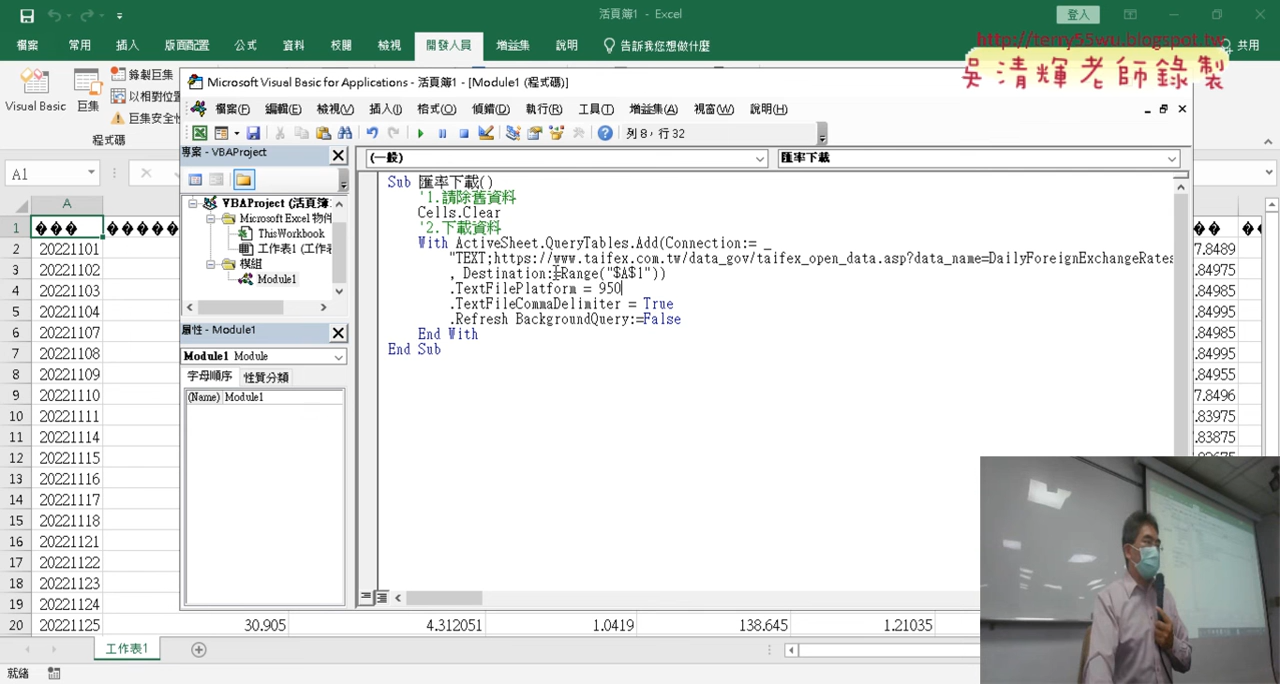 活頁簿1 - Excel
登入
檔案 常用 插入 版面配置 公式 資料 校閱 檢視 開發人員 增益集 說明 告訴我您想做什麼 共用
http://terry55wu.blogspot.tw
吳清輝老師錄製
Visual Basic 巨集 錄製巨集
以相對位置
巨集安全性
程式碼
Microsoft Visual Basic for Applications - 活頁簿1 - [Module1 (程式碼)]
檔案(F) 編輯(E) 檢視(V) 插入(I) 格式(O) 偵錯(D) 執行(R) 工具(T) 增益集(A) 視窗(W) 說明(H)
列 8，行 32
專案 - VBAProject
VBAProject (活頁簿1
Microsoft Excel 物件
ThisWorkbook
工作表1 (工作表
模組
Module1
屬性 - Module1
Module1 Module
字母順序 性質分類
(Name) Module1
(一般) 匯率下載
Sub 匯率下載()
'1.請除舊資料
Cells.Clear
'2.下載資料
With ActiveSheet.QueryTables.Add(Connection:= _
"TEXT;https://www.taifex.com.tw/data_gov/taifex_open_data.asp?data_name=DailyForeignExchangeRates
, Destination:=Range("$A$1"))
.TextFilePlatform = 950
.TextFileCommaDelimiter = True
.Refresh BackgroundQuery:=False
End With
End Sub
A1
A
1 ���  �����  ��  ��
2 20221101 7.8489
3 20221102 7.84975
4 20221103 7.84985
5 20221104 7.84995
6 20221107 7.84985
7 20221108 7.84995
8 20221109 7.84955
9 20221110 7.8496
10 20221111 7.83975
11 20221114 7.83875
12 20221115
13 20221116
14 20221117
15 20221118
16 20221121
17 20221122
18 20221123
19 20221124
20 20221125 30.905 4.312051 1.0419 138.645 1.21035
工作表1
就緒